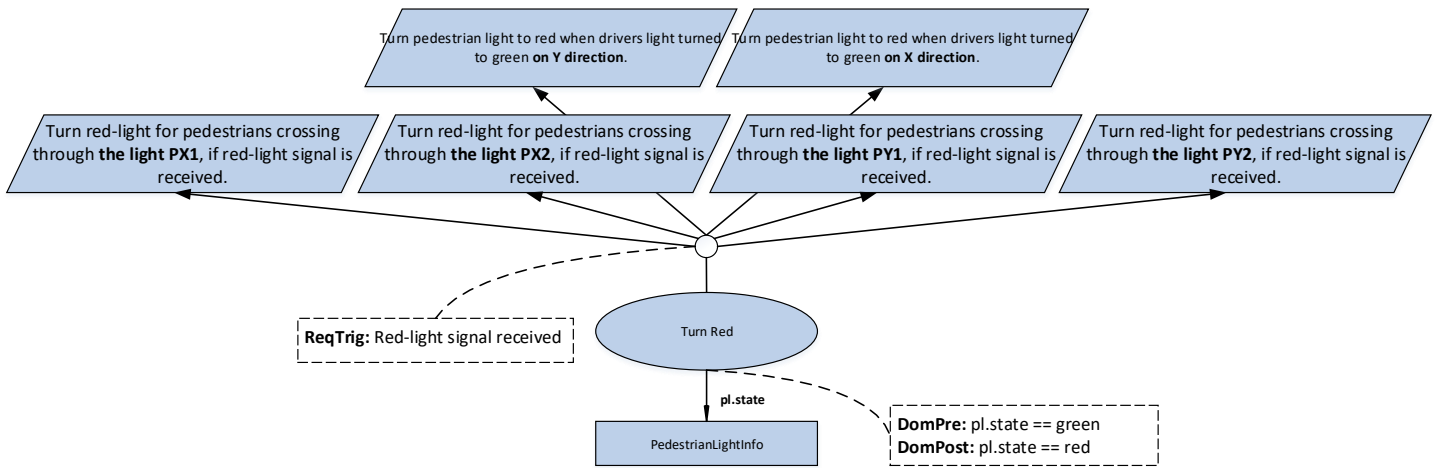 Turn pedestrian light to red when drivers light turned
to green on Y direction.
Turn pedestrian light to red when drivers light turned
to green on X direction.
Turn red-light for pedestrians crossing
through the light PX1, if red-light signal is
received.
Turn red-light for pedestrians crossing
through the light PX2, if red-light signal is
received.
Turn red-light for pedestrians crossing
through the light PY1, if red-light signal is
received.
Turn red-light for pedestrians crossing
through the light PY2, if red-light signal is
received.
ReqTrig: Red-light signal received
Turn Red
pl.state
DomPre: pl.state == green
DomPost: pl.state == red
PedestrianLightInfo